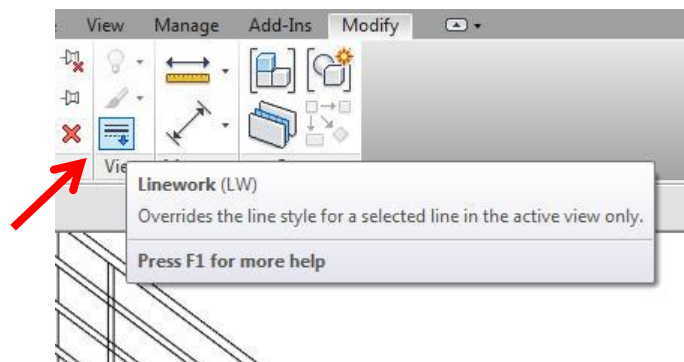 View Manage Add-Ins Modify
Linework (LW)
Overrides the line style for a selected line in the active view only.
Press F1 for more help